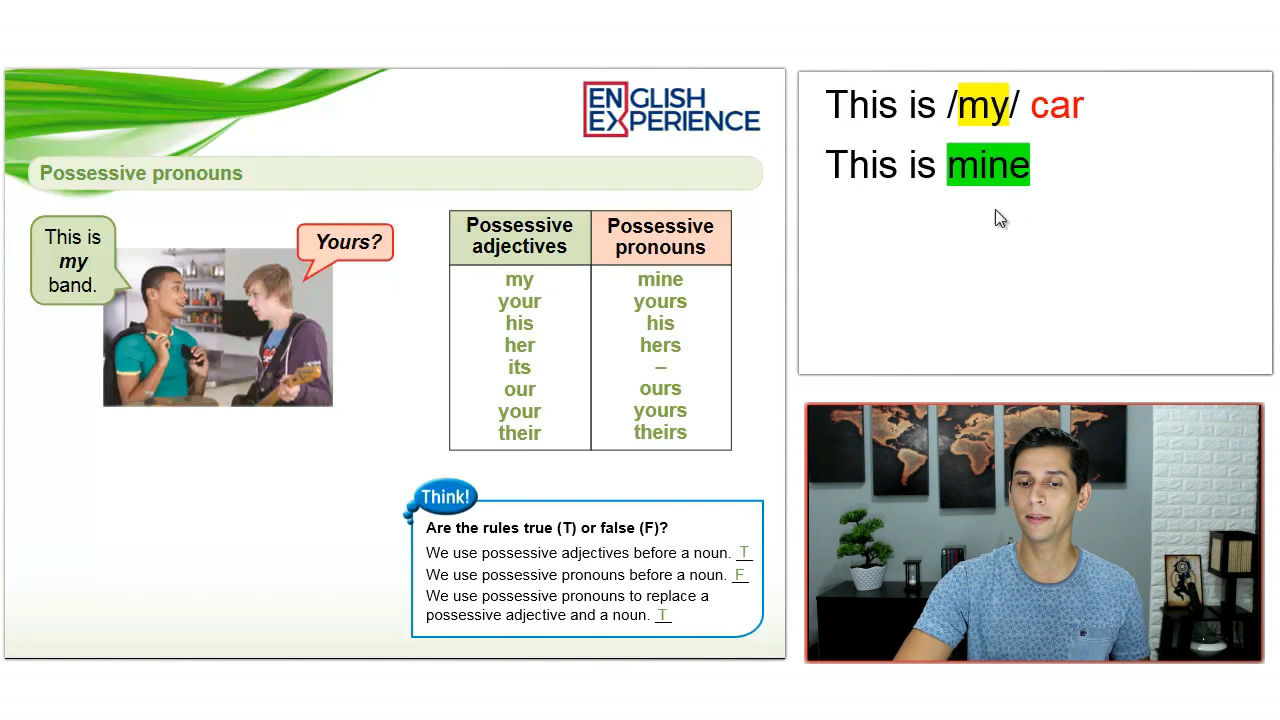 ENGLISH
EXPERIENCE
Possessive pronouns
This is
my
band.
Yours?
Possessive adjectives
Possessive pronouns
my mine
your yours
his his
her hers
its –
our ours
your yours
their theirs
Think!
Are the rules true (T) or false (F)?
We use possessive adjectives before a noun. T
We use possessive pronouns before a noun. F
We use possessive pronouns to replace a
possessive adjective and a noun. T
This is /my/ car
This is mine